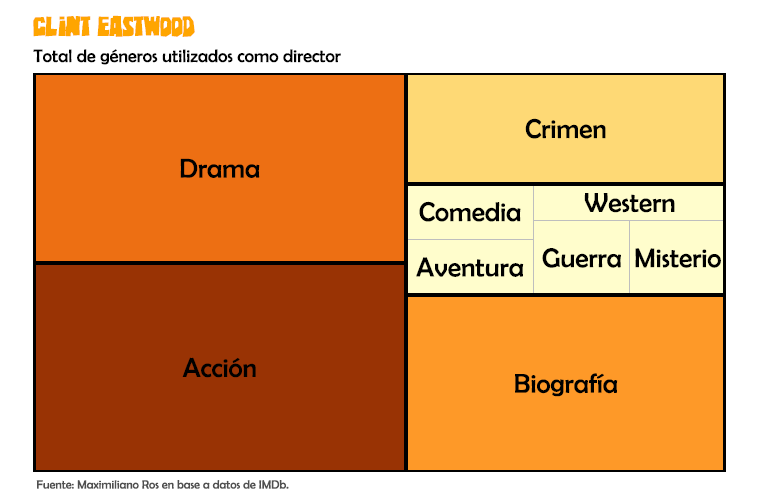 CLINT EASTWOOD
Total de géneros utilizados como director
Drama
Crimen
Comedia
Western
Aventura
Guerra
Misterio
Acción
Biografía
Fuente: Maximiliano Ros en base a datos de IMDb.